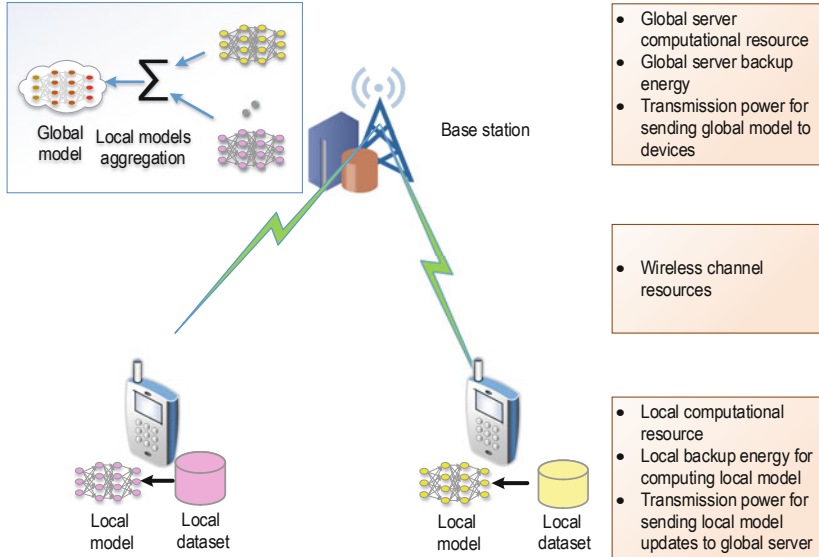 Global
model
Local models
aggregation
Σ
Base station
• Global server
computational resource
• Global server backup
energy
• Transmission power for
sending global model to
devices
• Wireless channel
resources
Local
model
Local
dataset
Local
model
Local
dataset
• Local computational
resource
• Local backup energy for
computing local model
• Transmission power for
sending local model
updates to global server